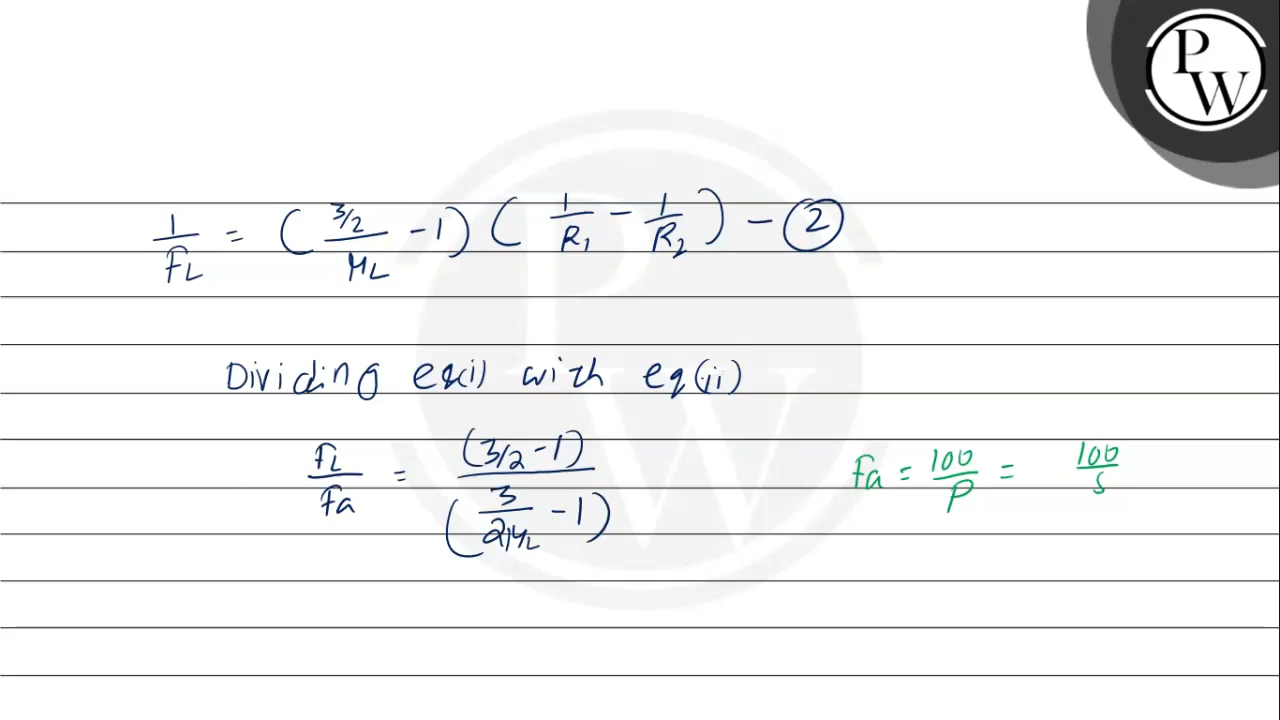 PW
1/FL = ( 3/2 / μL - 1) ( 1/R1 - 1/R2 ) - ②
Dividing eq(i) with eq(ii)
FL/Fa = (3/2 - 1) / ( 3/2μL - 1)
Fa = 100/P = 100/5